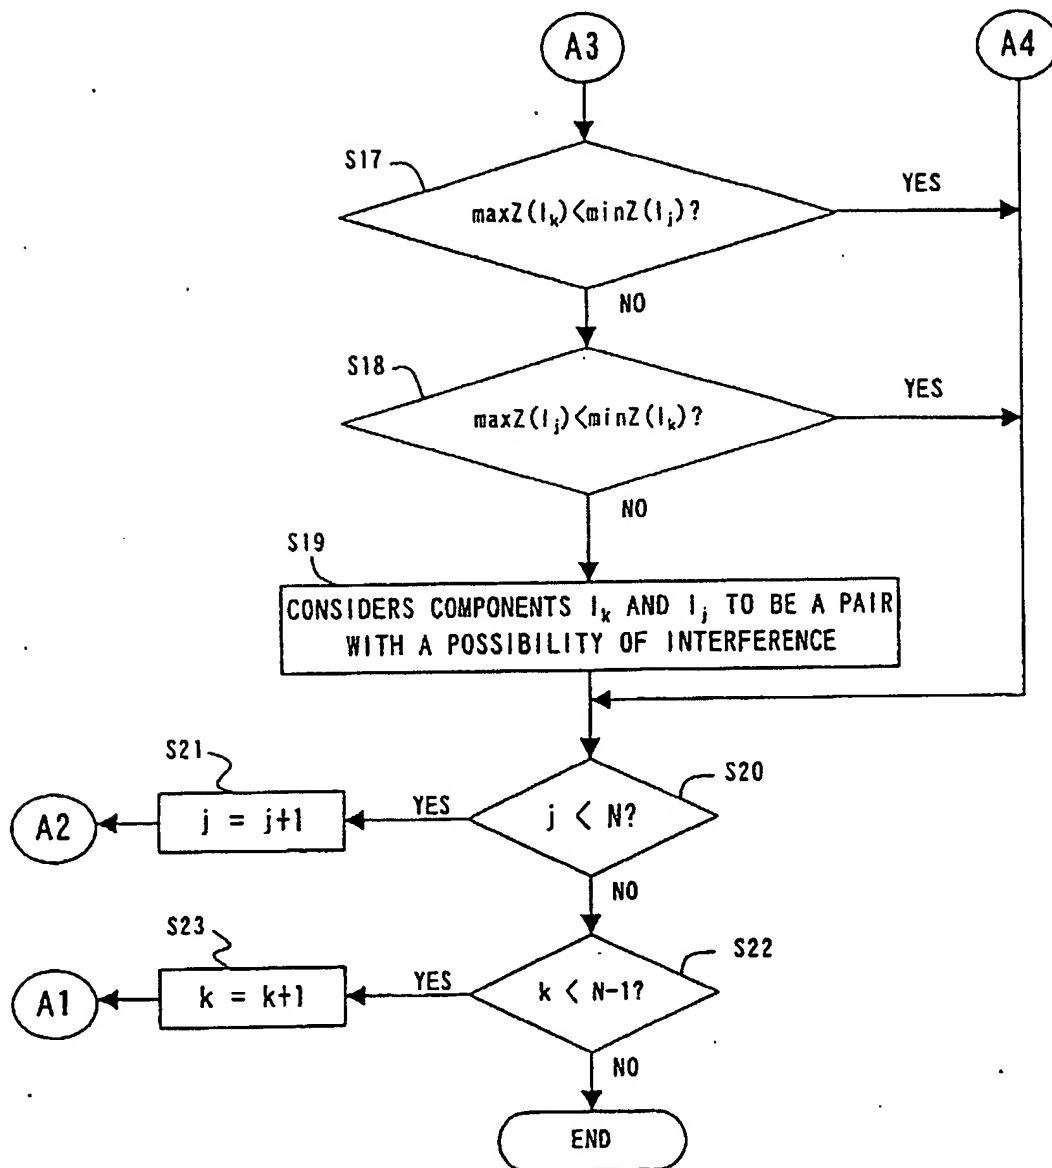 A3
A4
S17
maxZ(Ik)<minZ(Ij)?
YES
NO
S18
maxZ(Ij)<minZ(Ik)?
YES
NO
S19
CONSIDERS COMPONENTS Ik AND Ij TO BE A PAIR
WITH A POSSIBILITY OF INTERFERENCE
S21
S20
A2
j = j+1
YES
j < N?
NO
S23
S22
A1
k = k+1
YES
k < N-1?
NO
END